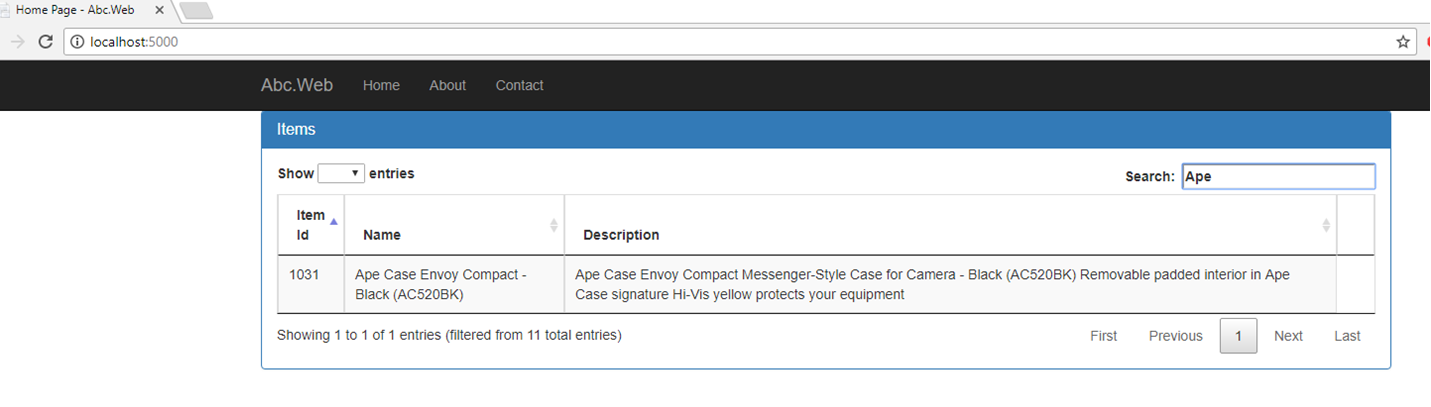 Home Page - Abc.Web
localhost:5000
Abc.Web Home About Contact
Items
Show entries Search: Ape
Item
Id Name Description
1031 Ape Case Envoy Compact - Ape Case Envoy Compact Messenger-Style Case for Camera - Black (AC520BK) Removable padded interior in Ape
Black (AC520BK) Case signature Hi-Vis yellow protects your equipment
Showing 1 to 1 of 1 entries (filtered from 11 total entries) First Previous 1 Next Last